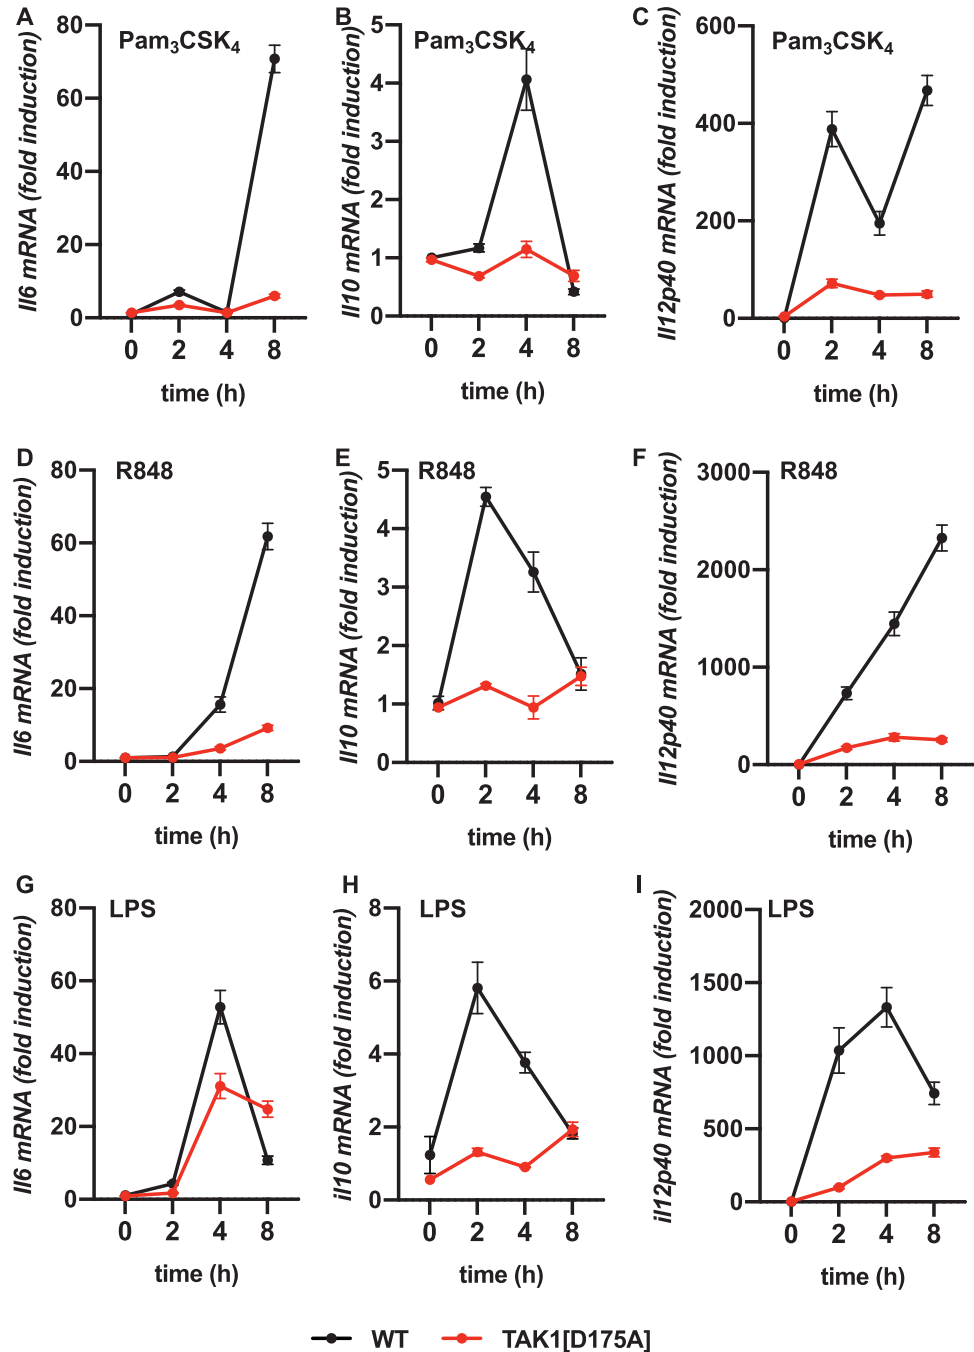 A
Pam₃CSK₄
Il6 mRNA (fold induction)
80
60
40
20
0
0 2 4 8
time (h)
B
Pam₃CSK₄
Il10 mRNA (fold induction)
5
4
3
2
1
0
0 2 4 8
time (h)
C
Pam₃CSK₄
Il12p40 mRNA (fold induction)
600
400
200
0
0 2 4 8
time (h)
D
R848
Il6 mRNA (fold induction)
80
60
40
20
0
0 2 4 8
time (h)
E
R848
Il10 mRNA (fold induction)
5
4
3
2
1
0
0 2 4 8
time (h)
F
R848
Il12p40 mRNA (fold induction)
3000
2000
1000
0
0 2 4 8
time (h)
G
LPS
Il6 mRNA (fold induction)
80
60
40
20
0
0 2 4 8
time (h)
H
LPS
il10 mRNA (fold induction)
8
6
4
2
0
0 2 4 8
time (h)
I
LPS
il12p40 mRNA (fold induction)
2000
1500
1000
500
0
0 2 4 8
time (h)
WT TAK1[D175A]